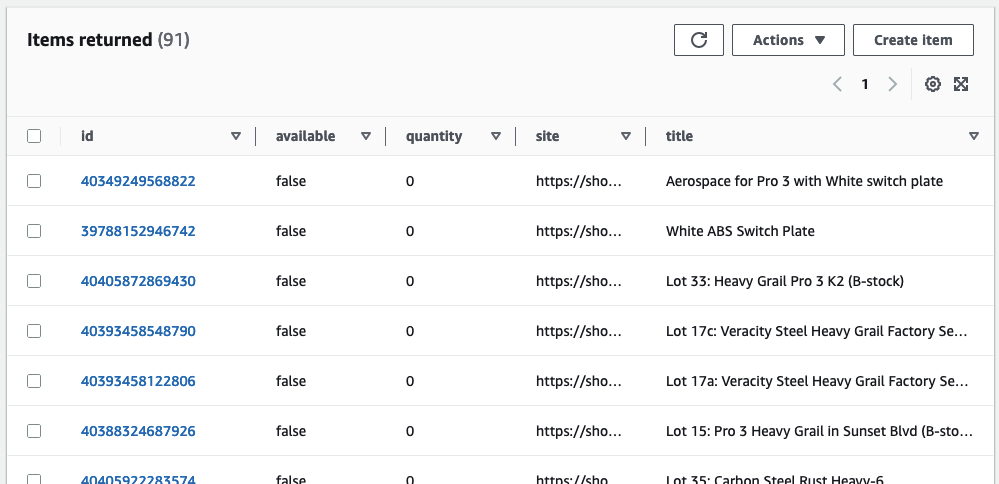 Items returned (91)
Actions
Create item
1
id available quantity site title
40349249568822 false 0 https://sho... Aerospace for Pro 3 with White switch plate
39788152946742 false 0 https://sho... White ABS Switch Plate
40405872869430 false 0 https://sho... Lot 33: Heavy Grail Pro 3 K2 (B-stock)
40393458548790 false 0 https://sho... Lot 17c: Veracity Steel Heavy Grail Factory Se...
40393458122806 false 0 https://sho... Lot 17a: Veracity Steel Heavy Grail Factory Se...
40388324687926 false 0 https://sho... Lot 15: Pro 3 Heavy Grail in Sunset Blvd (B-sto...
40405922283574 false 0 https://sho... Lot 35: Carbon Steel Rust Heavy-6